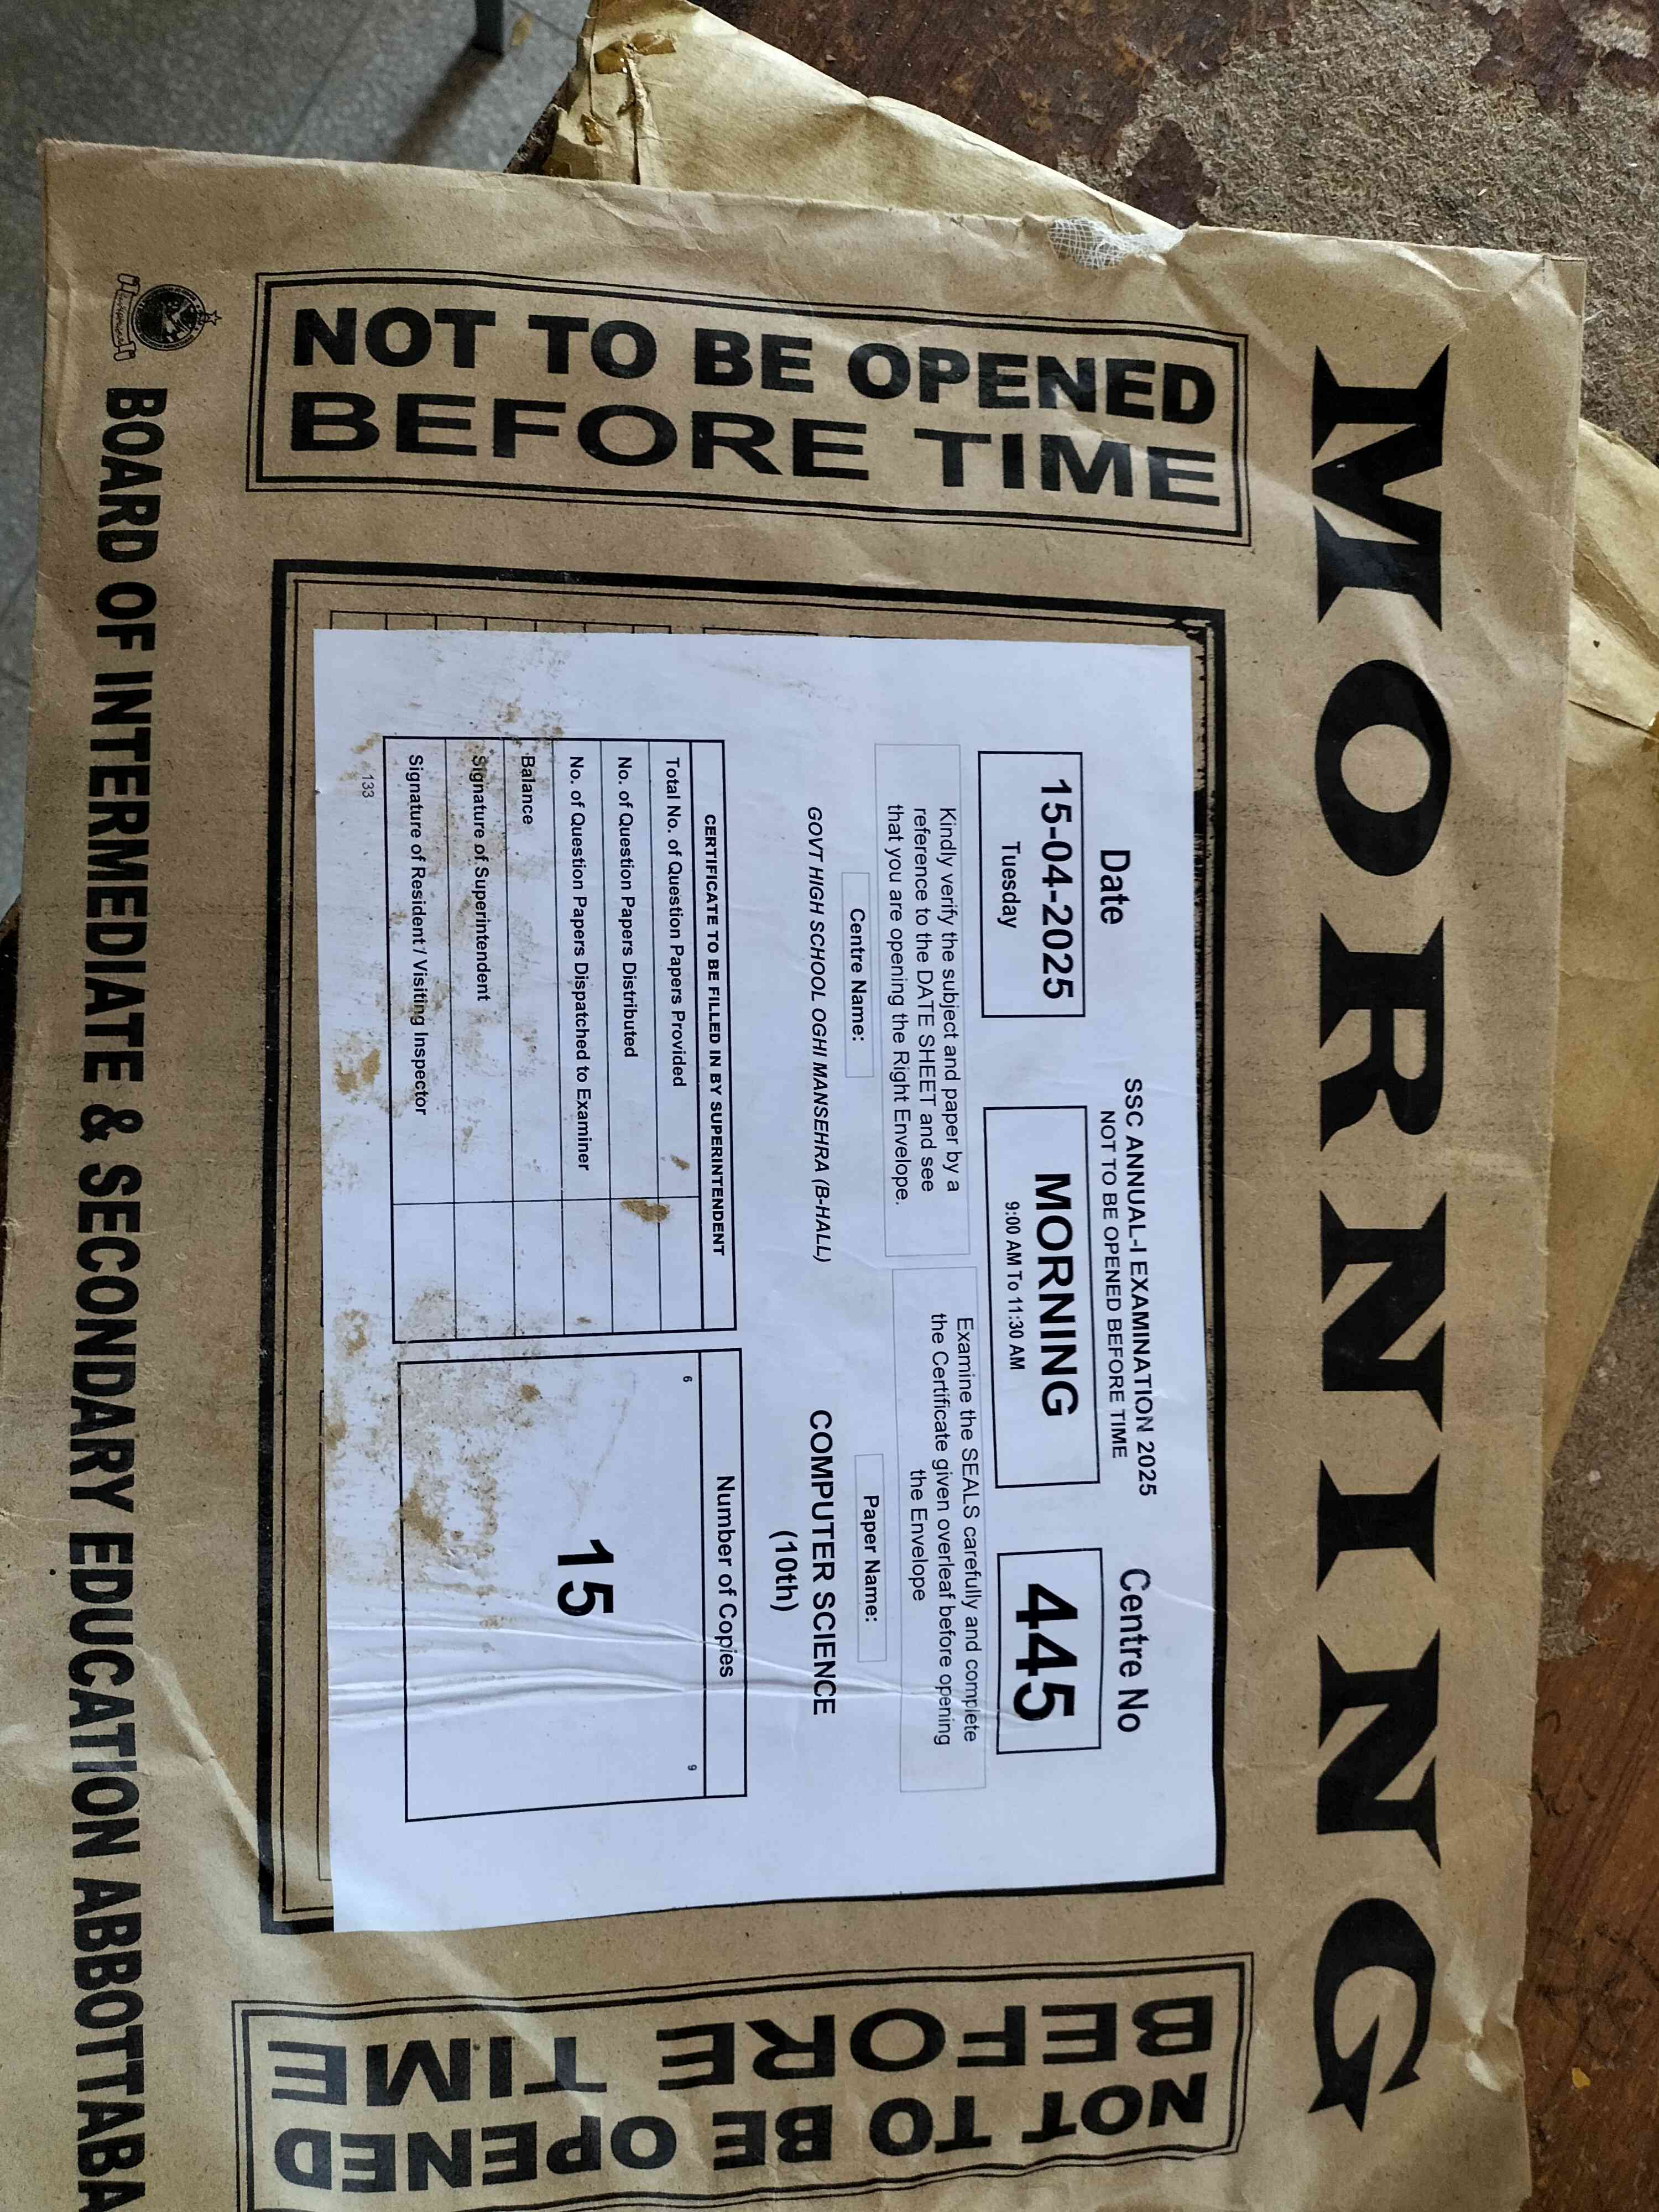 MORNING
NOT TO BE OPENED
BEFORE TIME
Date
SSC ANNUAL-I EXAMINATION 2025
NOT TO BE OPENED BEFORE TIME
Centre No
15-04-2025
Tuesday
MORNING
9:00 AM To 11:30 AM
445
Kindly verify the subject and paper by a
reference to the DATE SHEET and see
that you are opening the Right Envelope.
Examine the SEALS carefully and complete
the Certificate given overleaf before opening
the Envelope
Centre Name:
Paper Name:
GOVT HIGH SCHOOL OGHI MANSEHRA (B-HALL)
COMPUTER SCIENCE
(10th)
CERTIFICATE TO BE FILLED IN BY SUPERINTENDENT
Total No. of Question Papers Provided
No. of Question Papers Distributed
No. of Question Papers Dispatched to Examiner
Balance
Signature of Superintendent
Signature of Resident / Visiting Inspector
133
Number of Copies
6
9
15
NOT TO BE OPENED
BEFORE TIME
BOARD OF INTERMEDIATE & SECONDARY EDUCATION ABBOTTABA